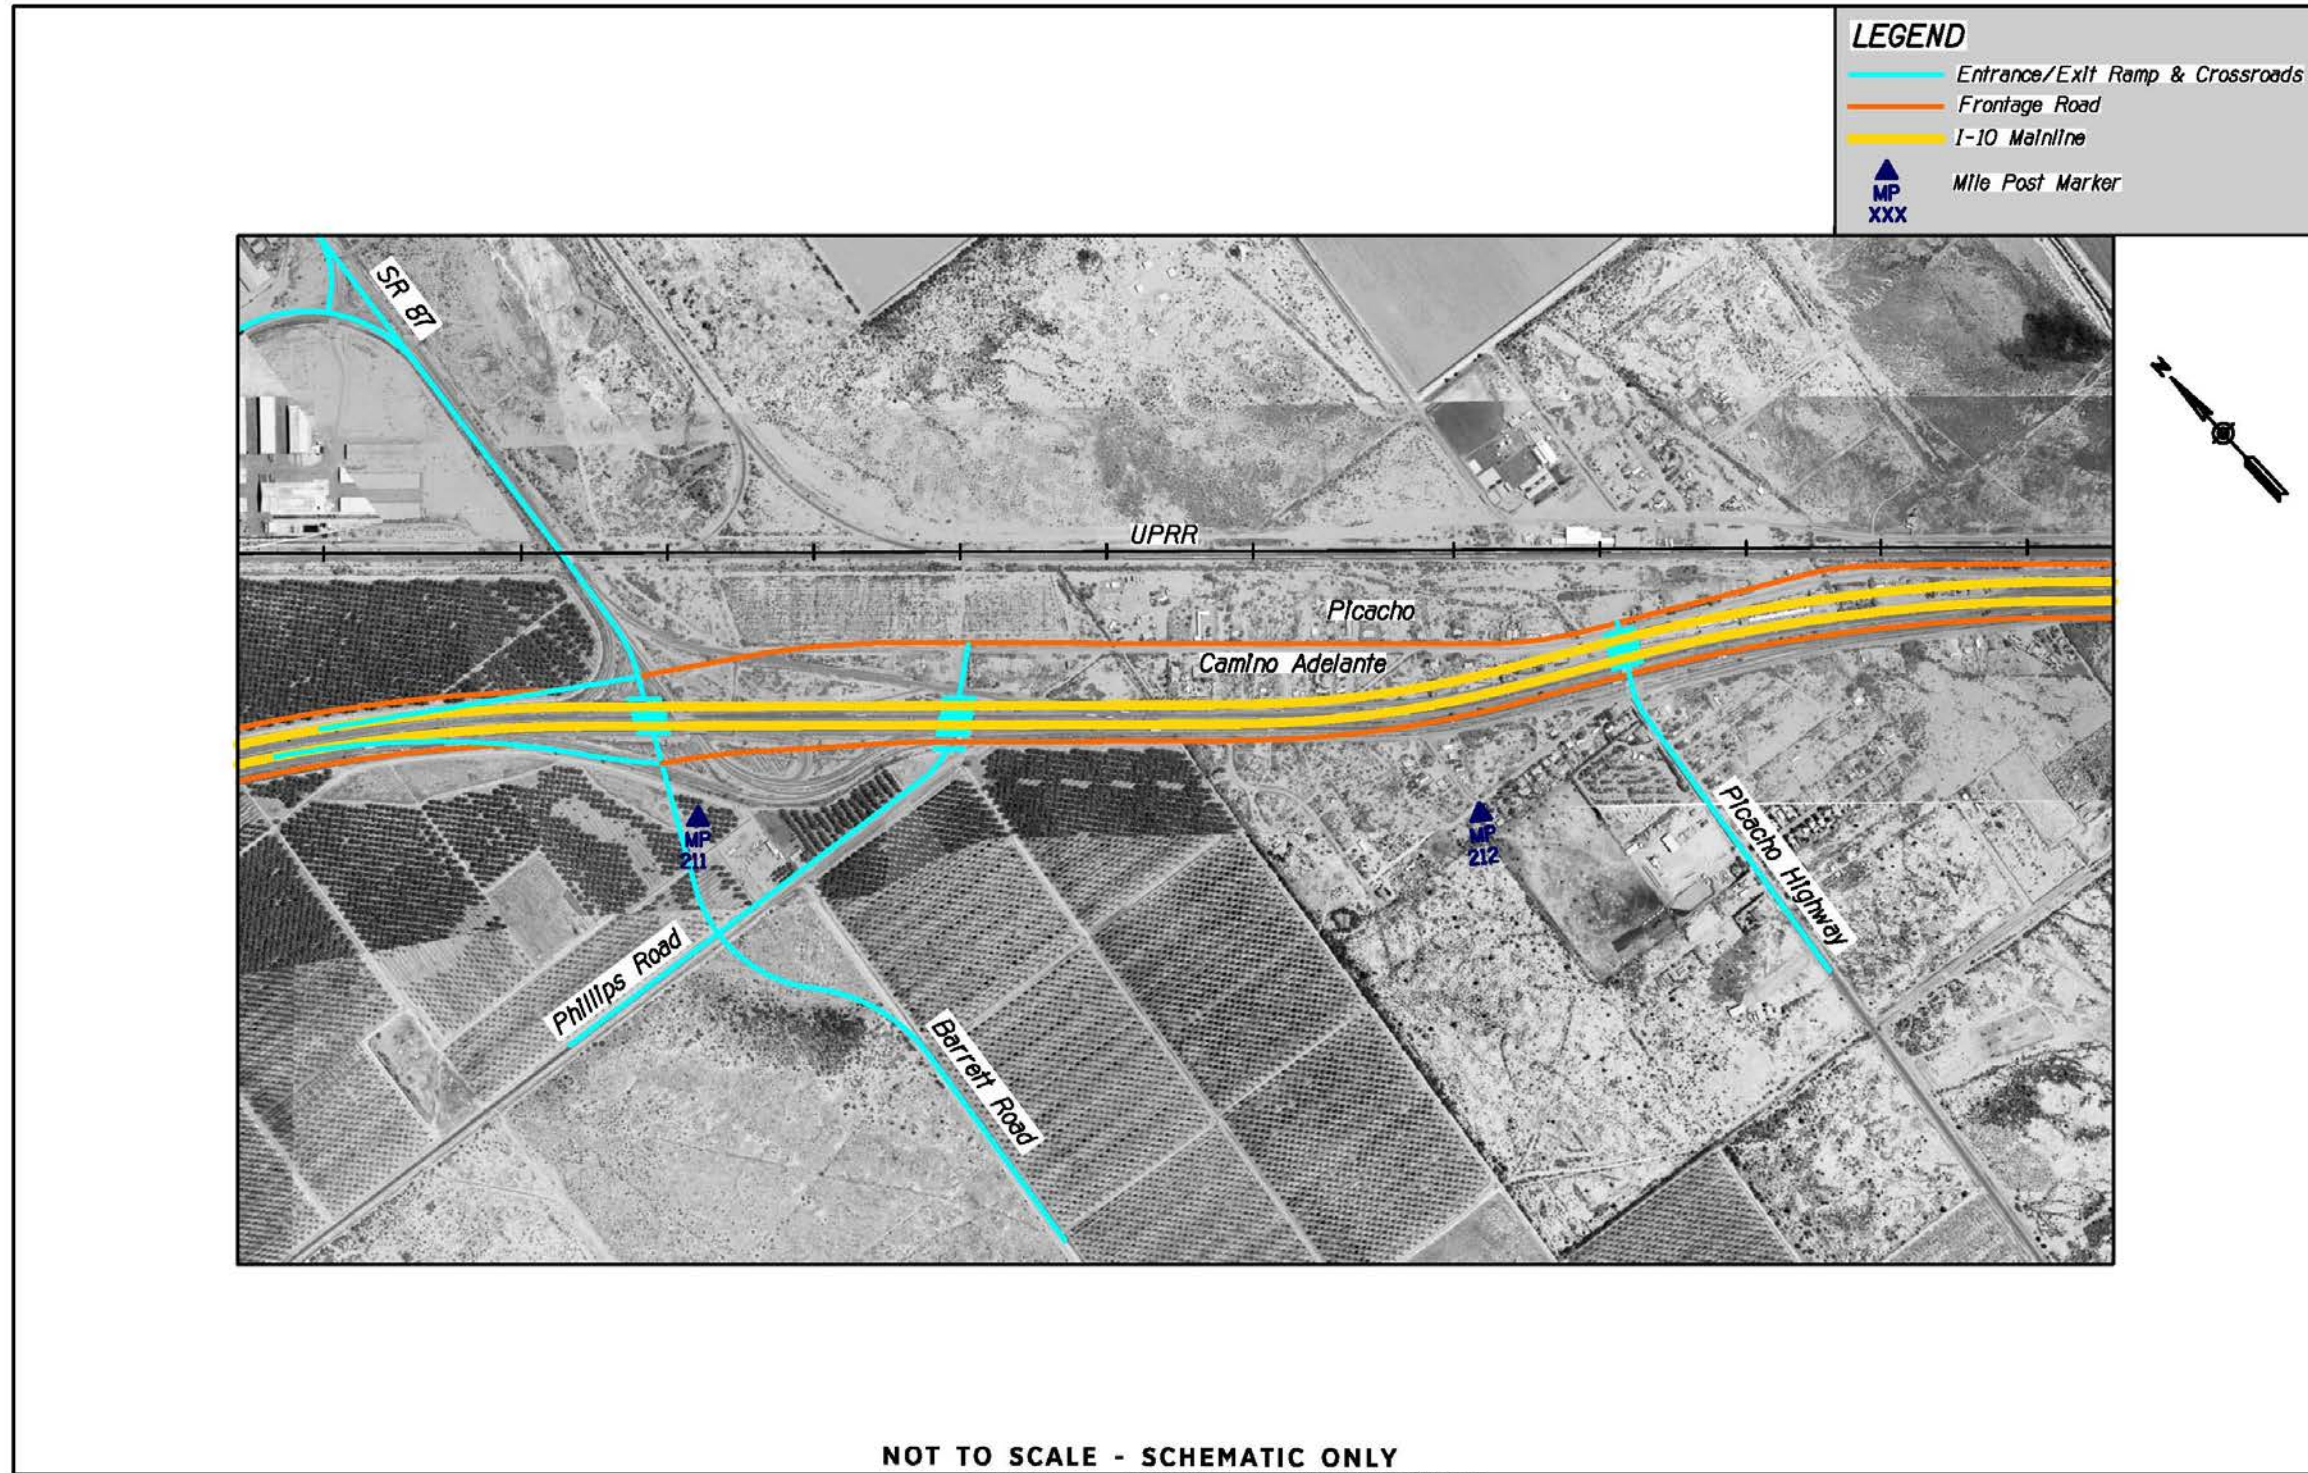 LEGEND
Entrance/Exit Ramp & Crossroads
Frontage Road
I-10 Mainline
MP
XXX
Mile Post Marker
SR 87
N
UPRR
Picacho
Camino Adelante
MP
211
MP
212
Picacho Highway
Phillips Road
Barrett Road
NOT TO SCALE - SCHEMATIC ONLY